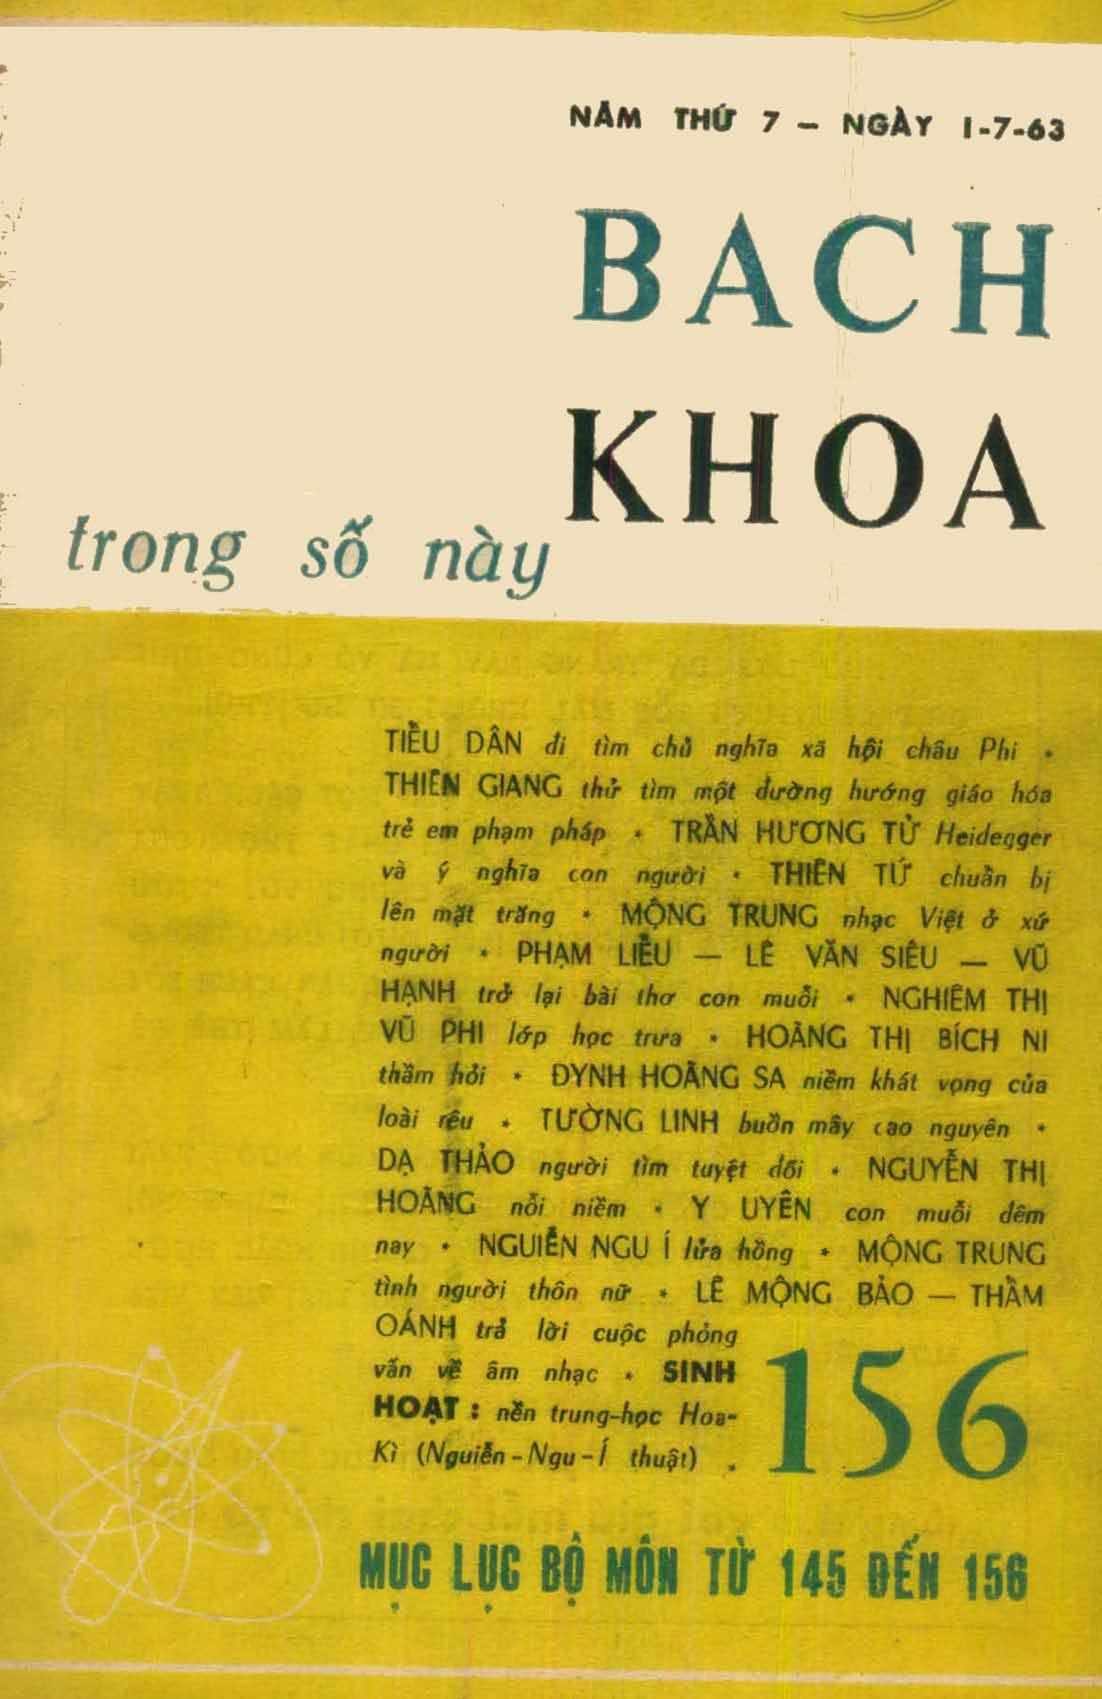 NĂM THỨ 7 – NGÀY 1-7-63
BACH
KHOA
trong số này
TIỀU DÂN đi tìm chủ nghĩa xã hội châu Phi •
THIÊN GIANG thử tìm một đường hướng giáo hóa
trẻ em phạm pháp • TRẦN HƯƠNG TỬ Heidegger
và ý nghĩa con người • THIÊN TỨ chuần bị
lên mặt trăng • MỘNG TRUNG nhạc Việt ở xứ
người • PHẠM LIỄU — LÊ VĂN SIÊU — VŨ
HẠNH trở lại bài thơ con muỗi • NGHIÊM THỊ
VŨ PHI lớp học trưa • HOÀNG THỊ BÍCH NI
thầm hỏi • ĐYNH HOÀNG SA niềm khát vọng của
loài rêu • TƯỜNG LINH buồn mây cao nguyên •
DẠ THẢO người tìm tuyệt đối • NGUYỄN THỊ
HOÀNG nỗi niềm • Y UYÊN con muỗi đêm
nay • NGUIỄN NGU Í lửa hồng • MỘNG TRUNG
tình người thôn nữ • LÊ MỘNG BẢO — THẦM
OÁNH trả lời cuộc phỏng
vấn về âm nhạc • SINH
HOẠT : nền trung-học Hoa-
Kì (Nguiễn-Ngu-Í thuật) .
156
MỤC LỤC BỘ MÔN TỪ 145 ĐẾN 156